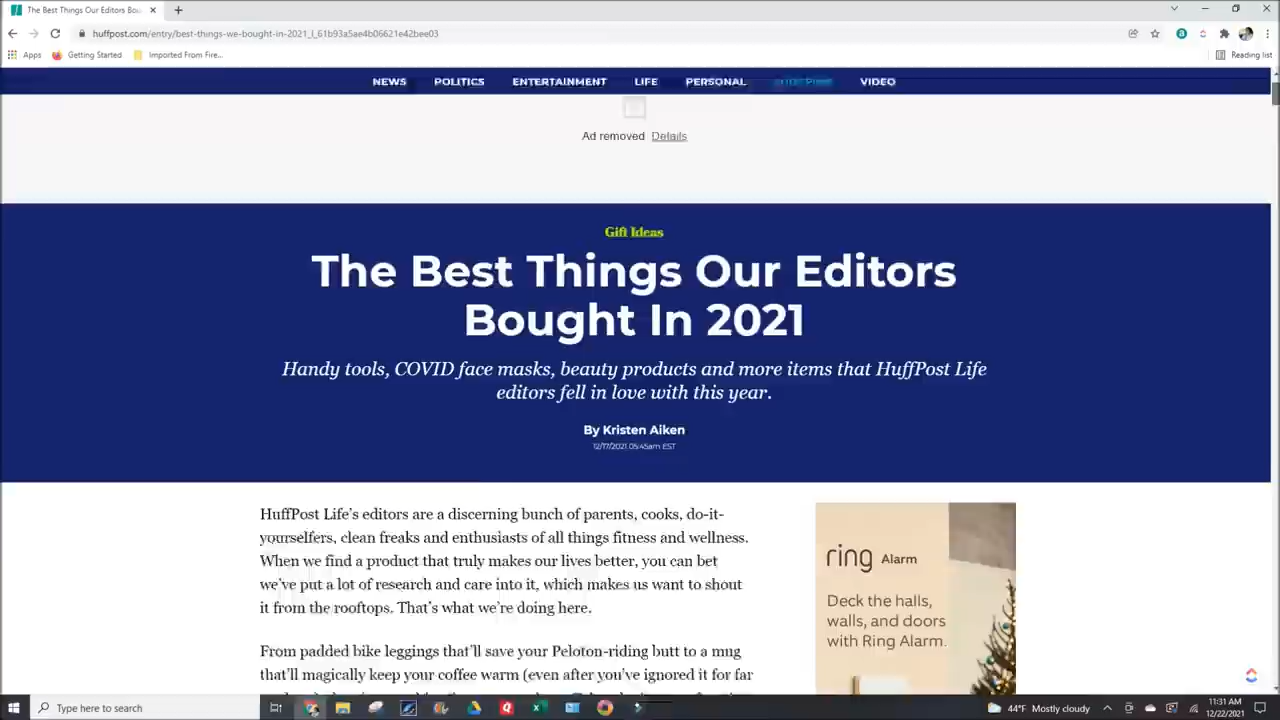 The Best Things Our Editors Bou
huffpost.com/entry/best-things-we-bought-in-2021_l_61b93a5ae4b06621e42bee03
Apps
Getting Started
Imported From Fire...
Reading list
NEWS
POLITICS
ENTERTAINMENT
LIFE
PERSONAL
VIDEO
Ad removed Details
Gift Ideas
The Best Things Our Editors
Bought In 2021
Handy tools, COVID face masks, beauty products and more items that HuffPost Life
editors fell in love with this year.
By Kristen Aiken
12/17/2021 05:45am EST
HuffPost Life's editors are a discerning bunch of parents, cooks, do-it-
yourselfers, clean freaks and enthusiasts of all things fitness and wellness.
When we find a product that truly makes our lives better, you can bet
we've put a lot of research and care into it, which makes us want to shout
it from the rooftops. That's what we're doing here.
From padded bike leggings that'll save your Peloton-riding butt to a mug
that'll magically keep your coffee warm (even after you've ignored it for far
ring Alarm
Deck the halls,
walls, and doors
with Ring Alarm.
Type here to search
44°F Mostly cloudy
11:31 AM
12/22/2021